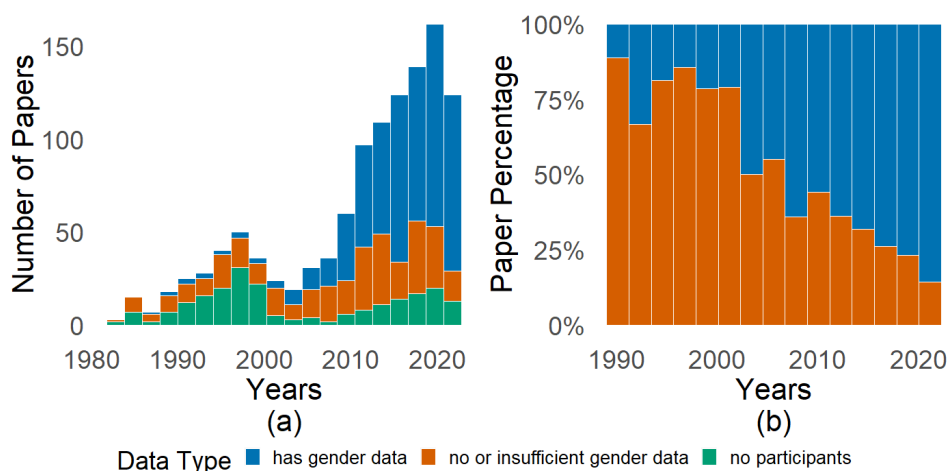 Number of Papers
150
100
50
0
1980 1990 2000 2010 2020
Years
(a)
Paper Percentage
100%
75%
50%
25%
0%
1990 2000 2010 2020
Years
(b)
Data Type has gender data no or insufficient gender data no participants